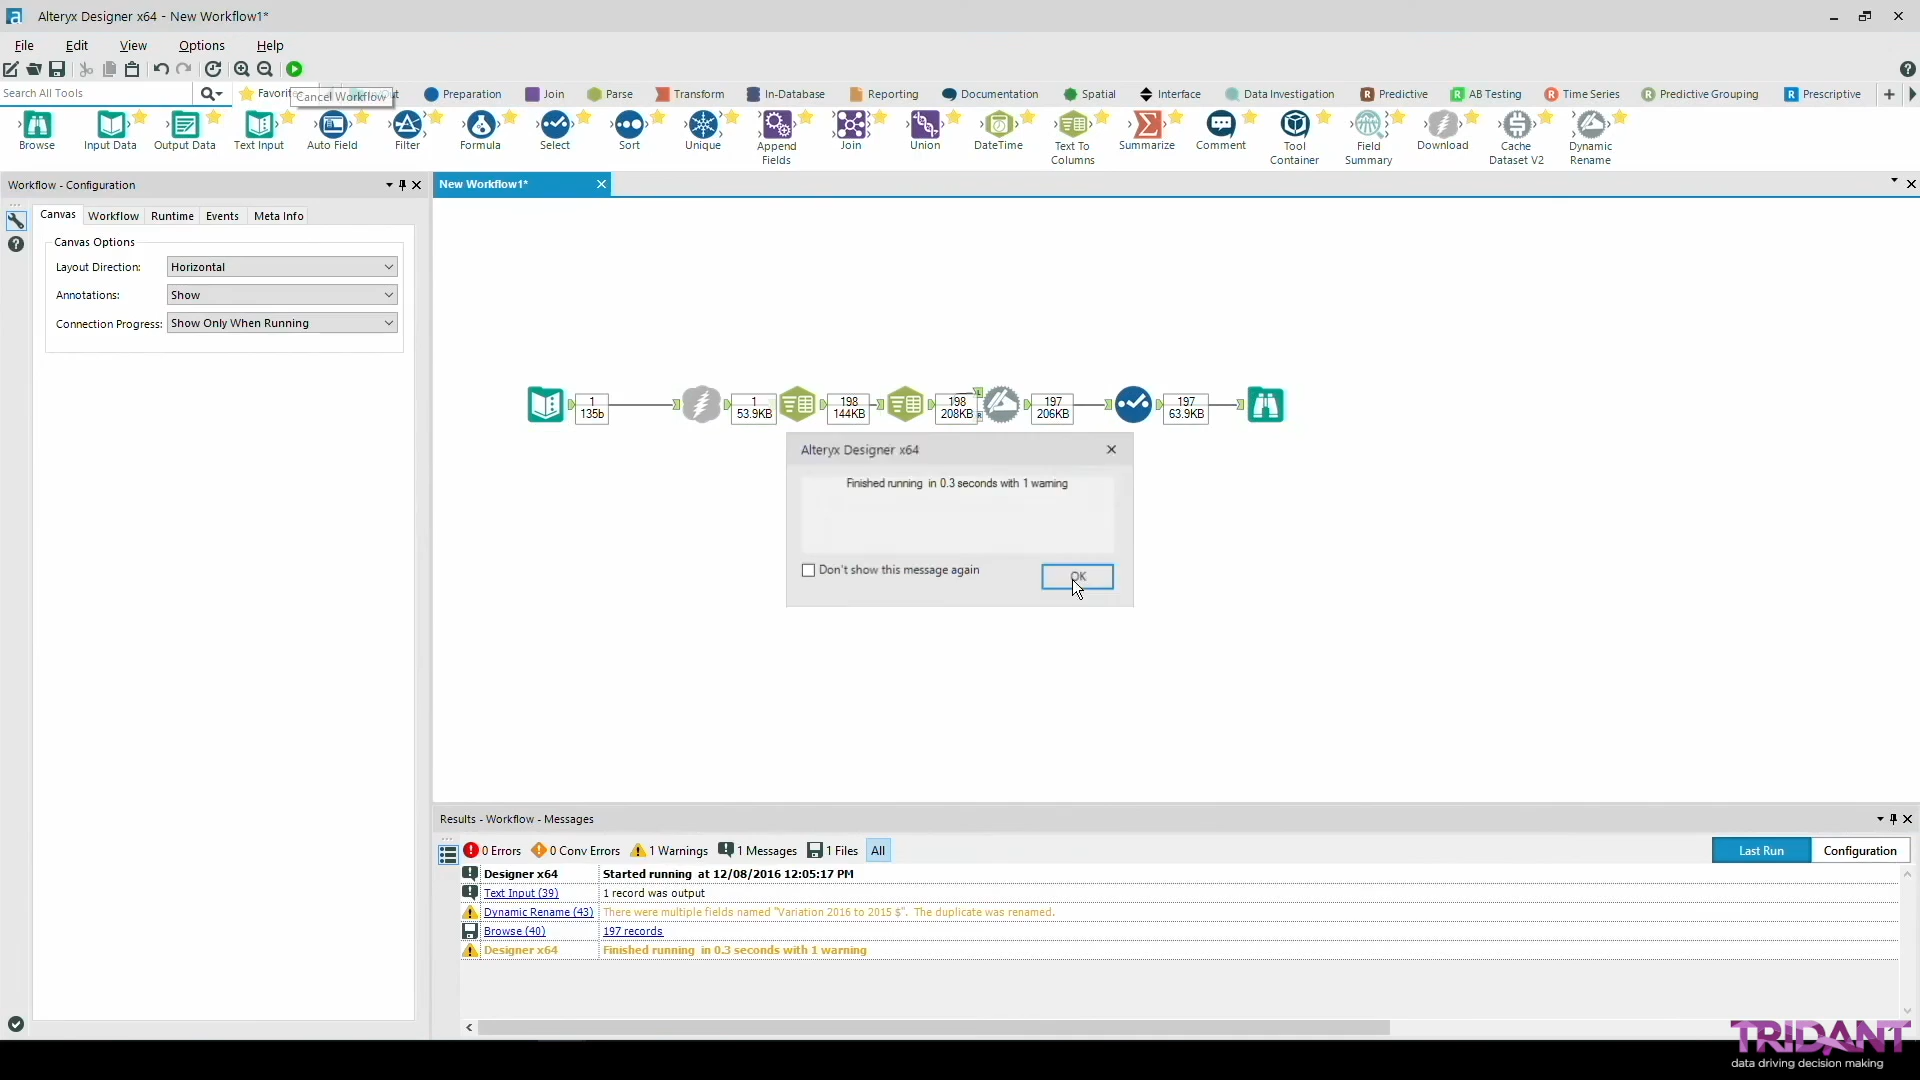 Alteryx Designer x64 - New Workflow1*
File Edit View Options Help
Search All Tools
Cancel Workflow
Preparation Join Parse Transform In-Database Reporting Documentation Spatial Interface Data Investigation Predictive AB Testing Time Series Predictive Grouping Prescriptive
Browse Input Data Output Data Text Input Auto Field Filter Formula Select Sort Unique Append Fields Join Union DateTime Text To Columns Summarize Comment Tool Container Field Summary Download Cache Dataset V2 Dynamic Rename
Workflow - Configuration
New Workflow1*
Canvas Workflow Runtime Events Meta Info
Canvas Options
Layout Direction: Horizontal
Annotations: Show
Connection Progress: Show Only When Running
1 1 198 198 197 197
135b 53.9KB 144KB 208KB 206KB 63.9KB
Alteryx Designer x64
Finished running in 0.3 seconds with 1 warning
Don't show this message again
OK
Results - Workflow - Messages
0 Errors 0 Conv Errors 1 Warnings 1 Messages 1 Files All
Last Run Configuration
Designer x64 Started running at 12/08/2016 12:05:17 PM
Text Input (39) 1 record was output
Dynamic Rename (43) There were multiple fields named "Variation 2016 to 2015 $". The duplicate was renamed.
Browse (40) 197 records
Designer x64 Finished running in 0.3 seconds with 1 warning
TRIDANT
data driving decision making